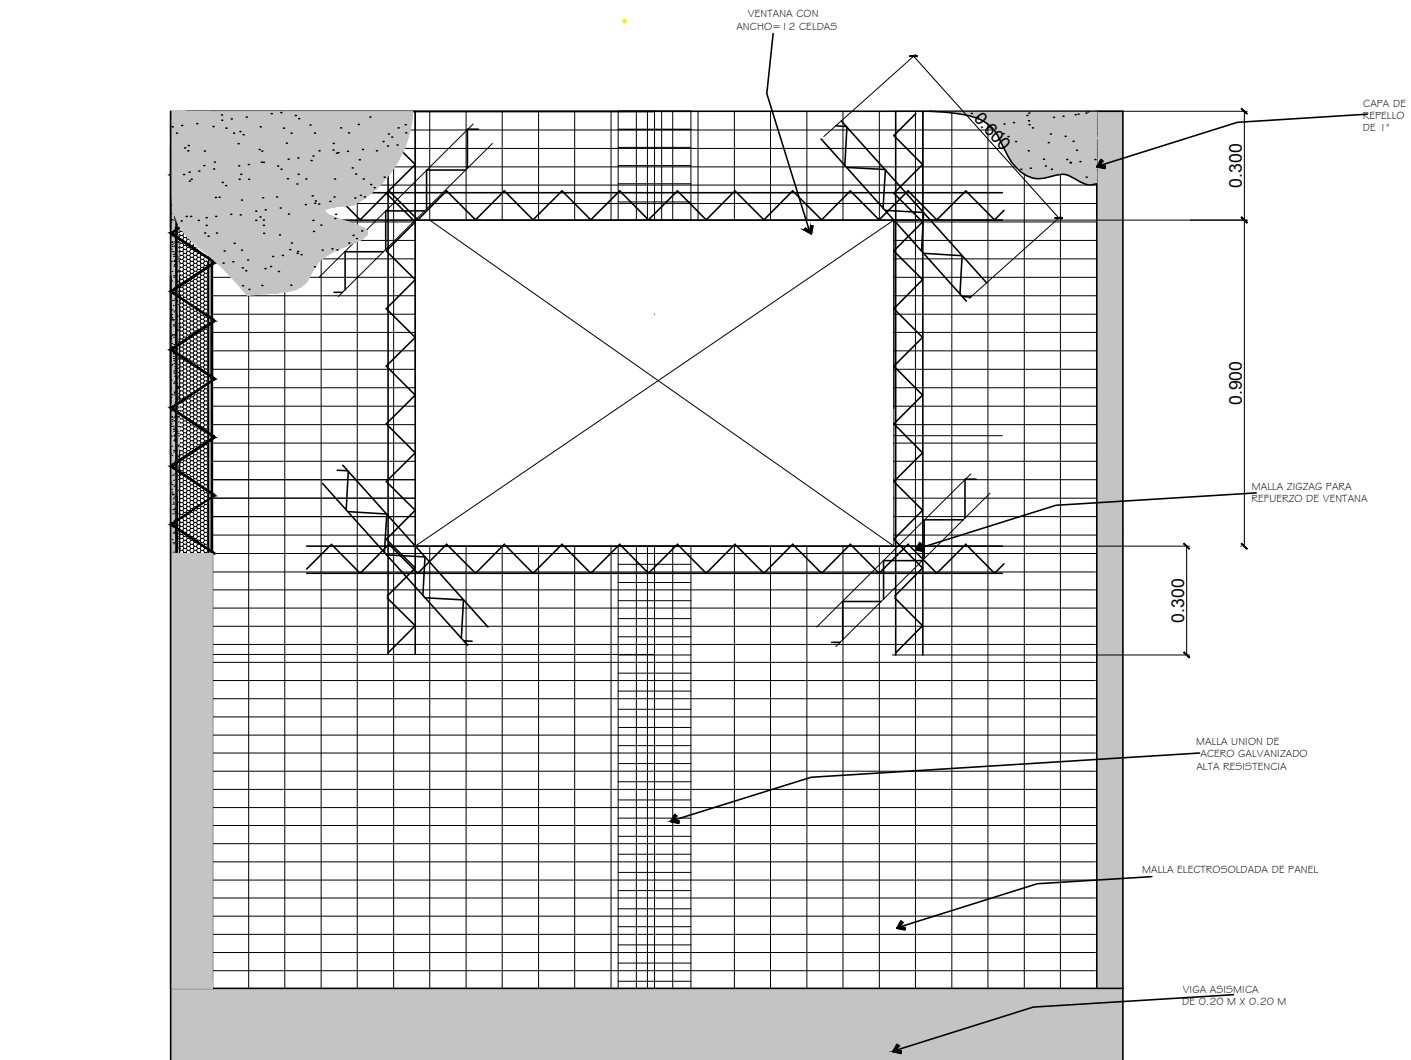 VENTANA CON
ANCHO=12 CELDAS
0.600
CAPA DE
REPELLO
DE 1"
0.300
0.900
MALLA ZIGZAG PARA
REFUERZO DE VENTANA
0.300
MALLA UNION DE
ACERO GALVANIZADO
ALTA RESISTENCIA
MALLA ELECTROSOLDADA DE PANEL
VIGA ASISMICA
DE 0.20 M X 0.20 M